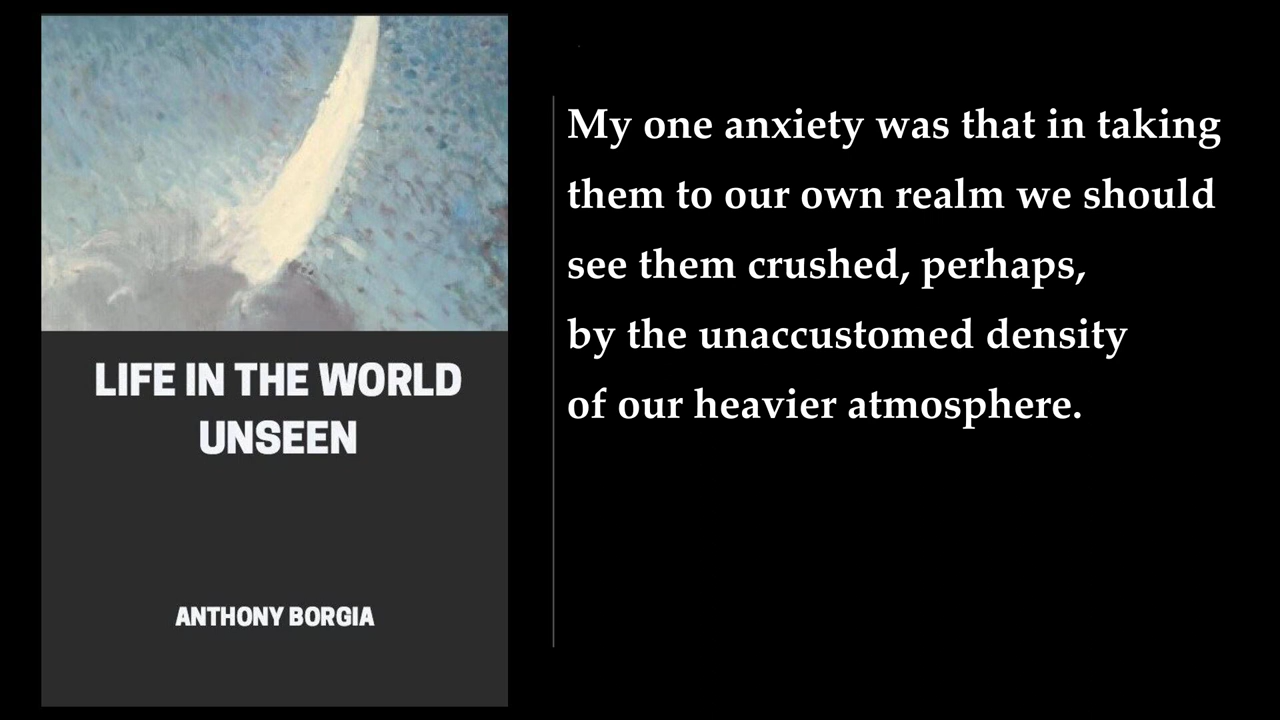 LIFE IN THE WORLD
UNSEEN
ANTHONY BORGIA
My one anxiety was that in taking
them to our own realm we should
see them crushed, perhaps,
by the unaccustomed density
of our heavier atmosphere.